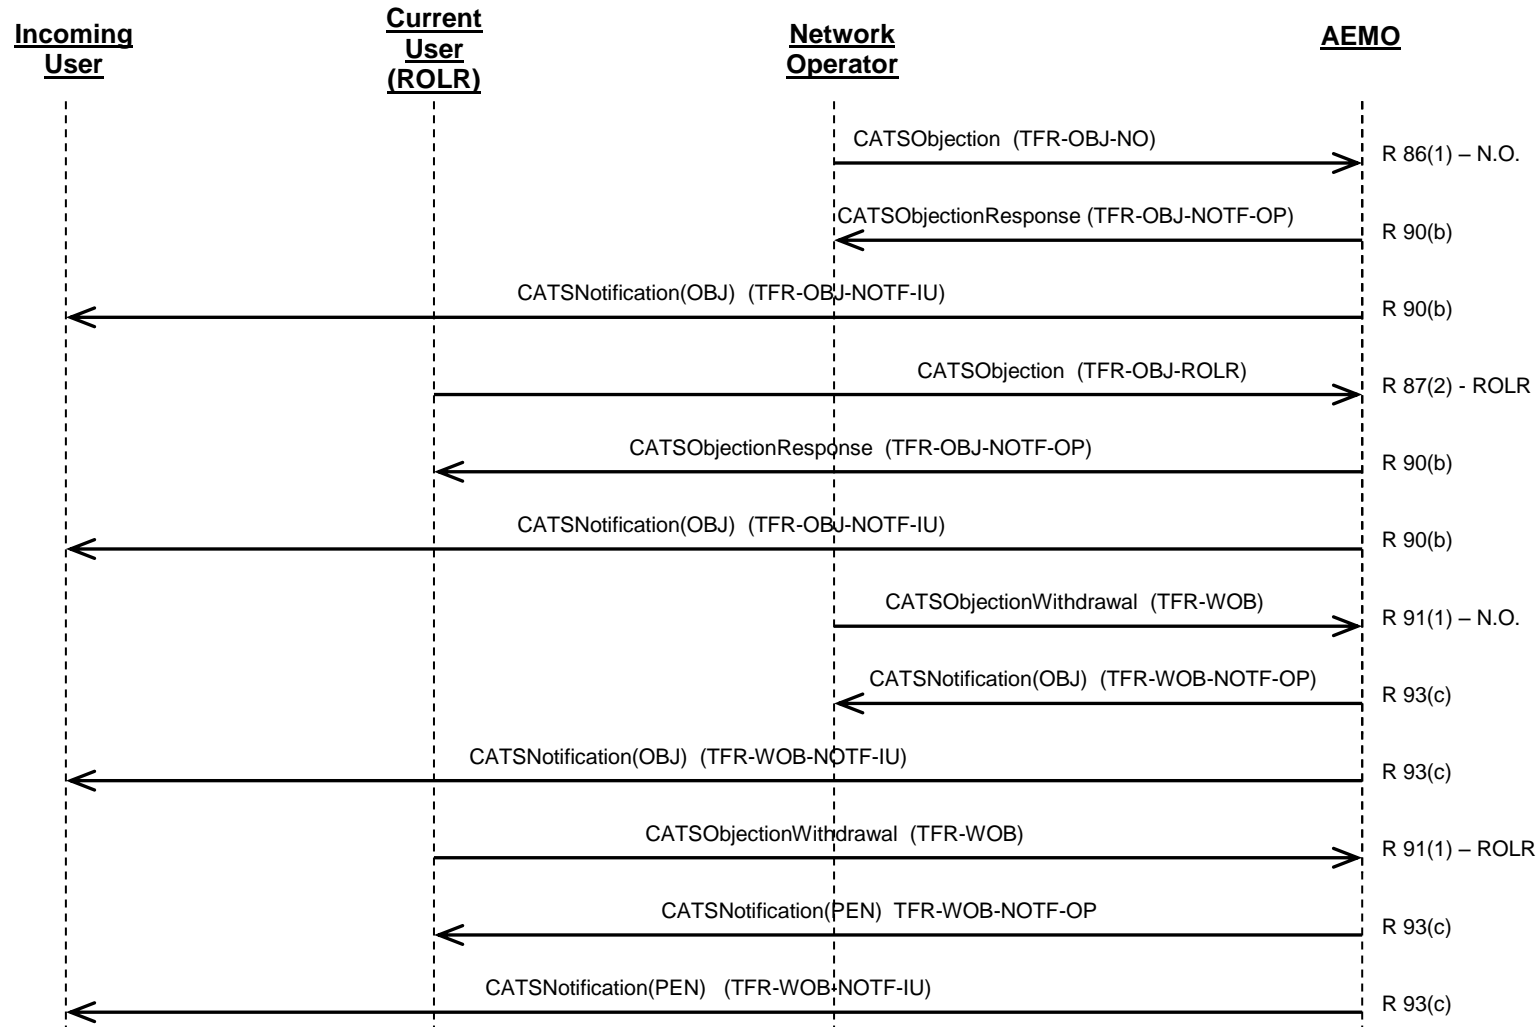 Incoming
User
Current
User
(ROLR)
Network
Operator
AEMO
CATSObjection (TFR-OBJ-NO)
R 86(1) – N.O.
CATSObjectionResponse (TFR-OBJ-NOTF-OP)
R 90(b)
CATSNotification(OBJ) (TFR-OBJ-NOTF-IU)
R 90(b)
CATSObjection (TFR-OBJ-ROLR)
R 87(2) - ROLR
CATSObjectionResponse (TFR-OBJ-NOTF-OP)
R 90(b)
CATSNotification(OBJ) (TFR-OBJ-NOTF-IU)
R 90(b)
CATSObjectionWithdrawal (TFR-WOB)
R 91(1) – N.O.
CATSNotification(OBJ) (TFR-WOB-NOTF-OP)
R 93(c)
CATSNotification(OBJ) (TFR-WOB-NOTF-IU)
R 93(c)
CATSObjectionWithdrawal (TFR-WOB)
R 91(1) – ROLR
CATSNotification(PEN) TFR-WOB-NOTF-OP
R 93(c)
CATSNotification(PEN) (TFR-WOB-NOTF-IU)
R 93(c)